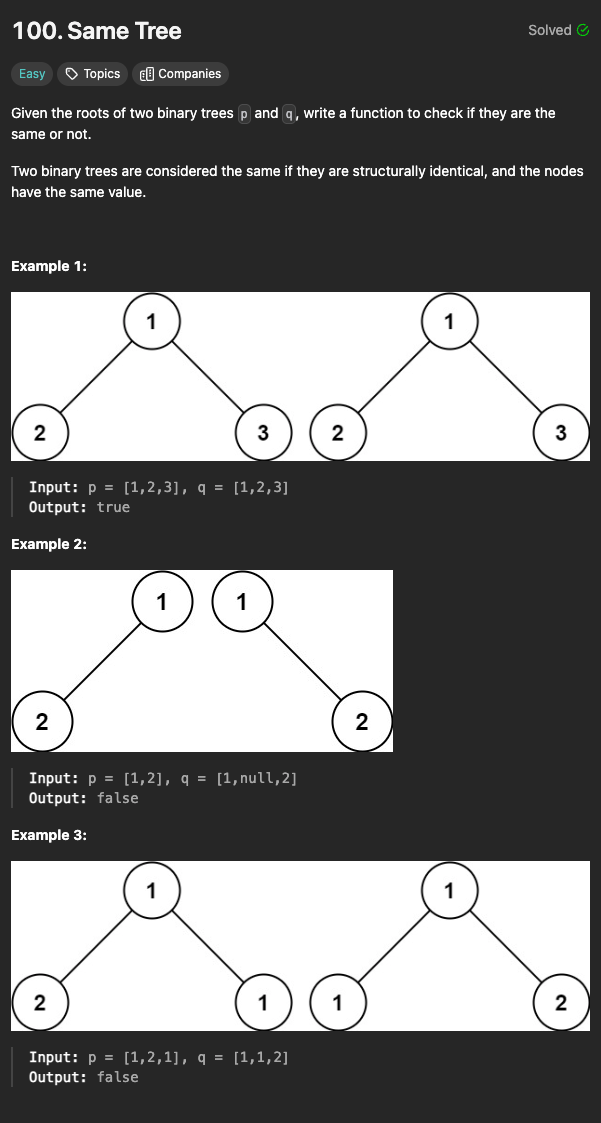 100. Same Tree
Solved
Easy
Topics
Companies
Given the roots of two binary trees p and q, write a function to check if they are the
same or not.
Two binary trees are considered the same if they are structurally identical, and the nodes
have the same value.
Example 1:
1 1
2 3 2 3
Input: p = [1,2,3], q = [1,2,3]
Output: true
Example 2:
1 1
2 2
Input: p = [1,2], q = [1,null,2]
Output: false
Example 3:
1 1
2 1 1 2
Input: p = [1,2,1], q = [1,1,2]
Output: false